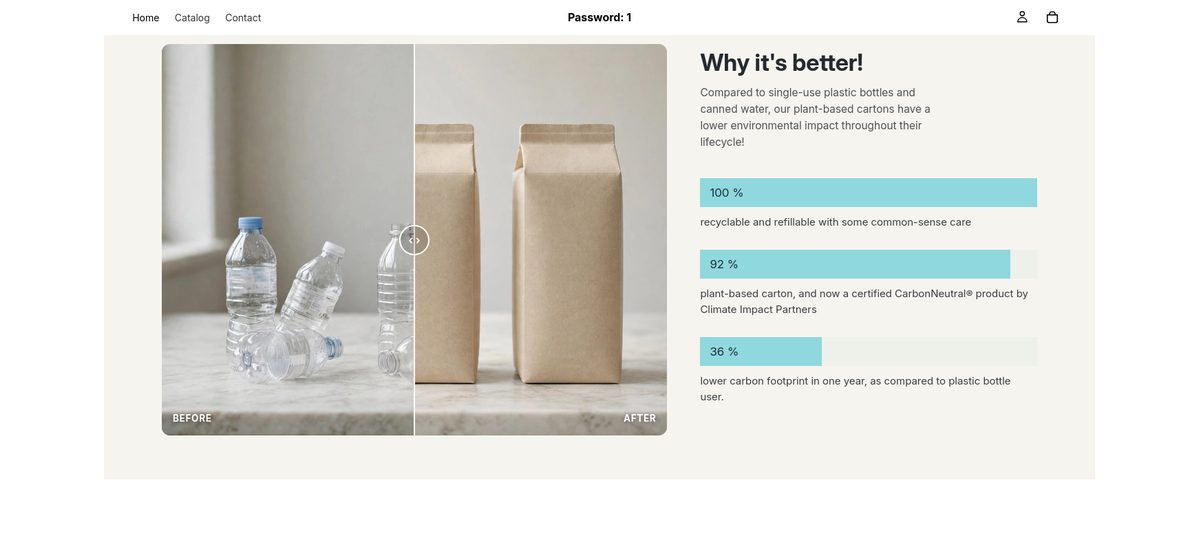 Home Catalog Contact
Password: 1
Why it's better!
Compared to single-use plastic bottles and
canned water, our plant-based cartons have a
lower environmental impact throughout their
lifecycle!
100 %
recyclable and refillable with some common-sense care
92 %
plant-based carton, and now a certified CarbonNeutral® product by
Climate Impact Partners
36 %
lower carbon footprint in one year, as compared to plastic bottle
user.
BEFORE
AFTER